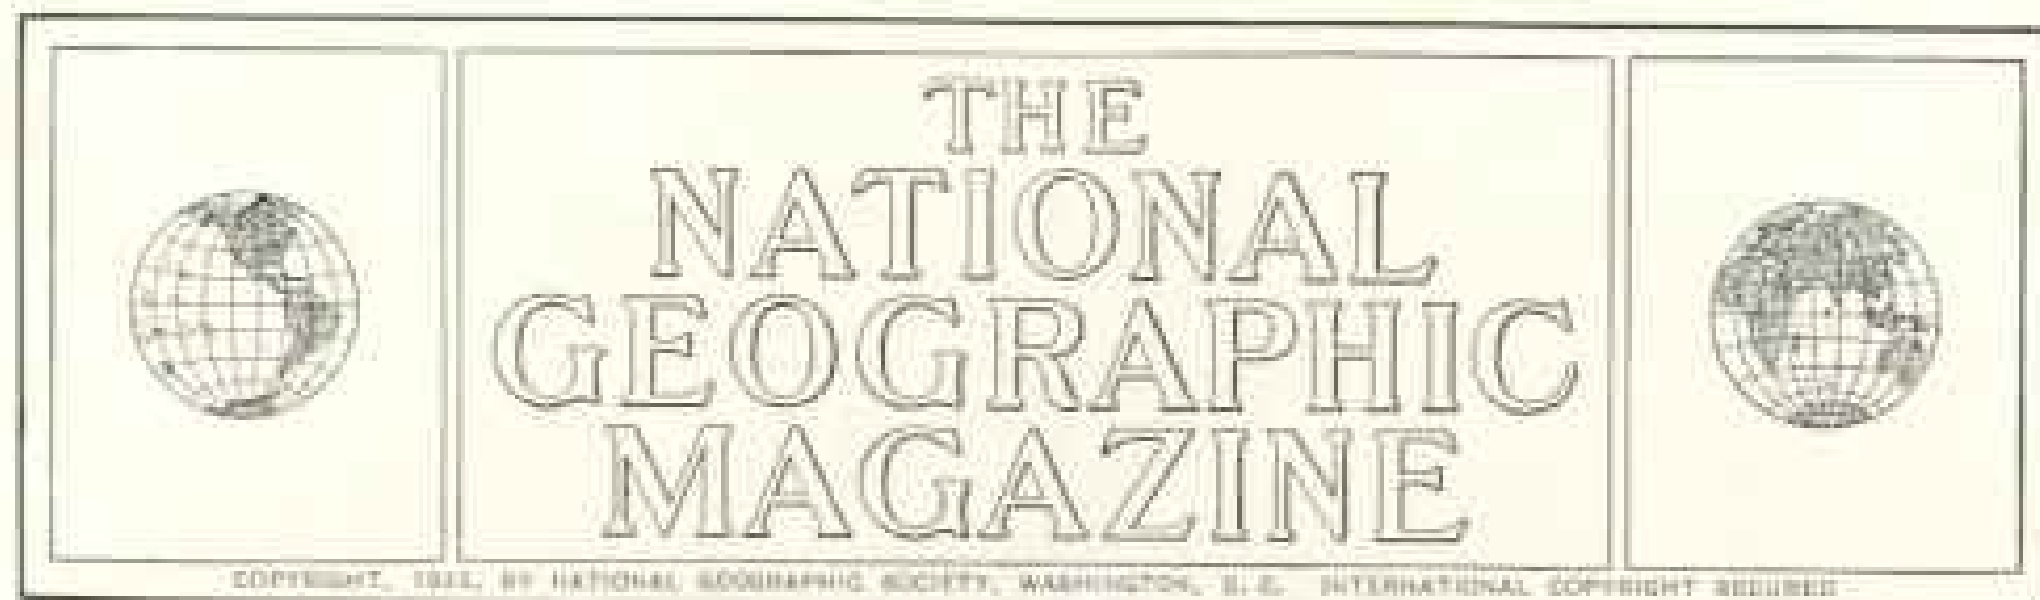 THE
NATIONAL
GEOGRAPHIC
MAGAZINE
COPYRIGHT, BY NATIONAL GEOGRAPHIC SOCIETY, WASHINGTON, D. C. INTERNATIONAL COPYRIGHT SECURED